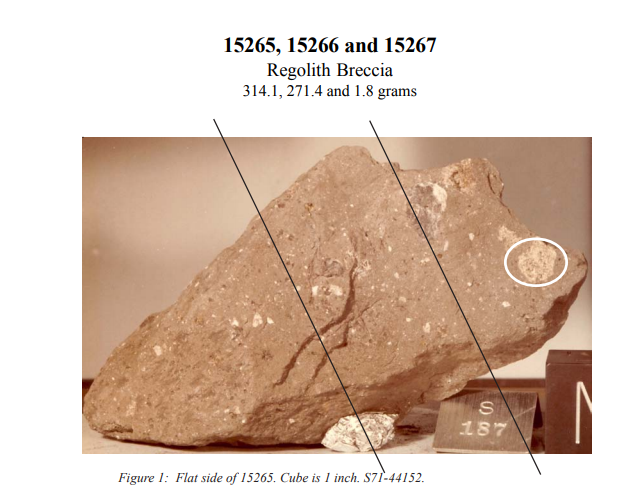 15265, 15266 and 15267
Regolith Breccia
314.1, 271.4 and 1.8 grams
S
187
N
Figure 1: Flat side of 15265. Cube is 1 inch. S71-44152.